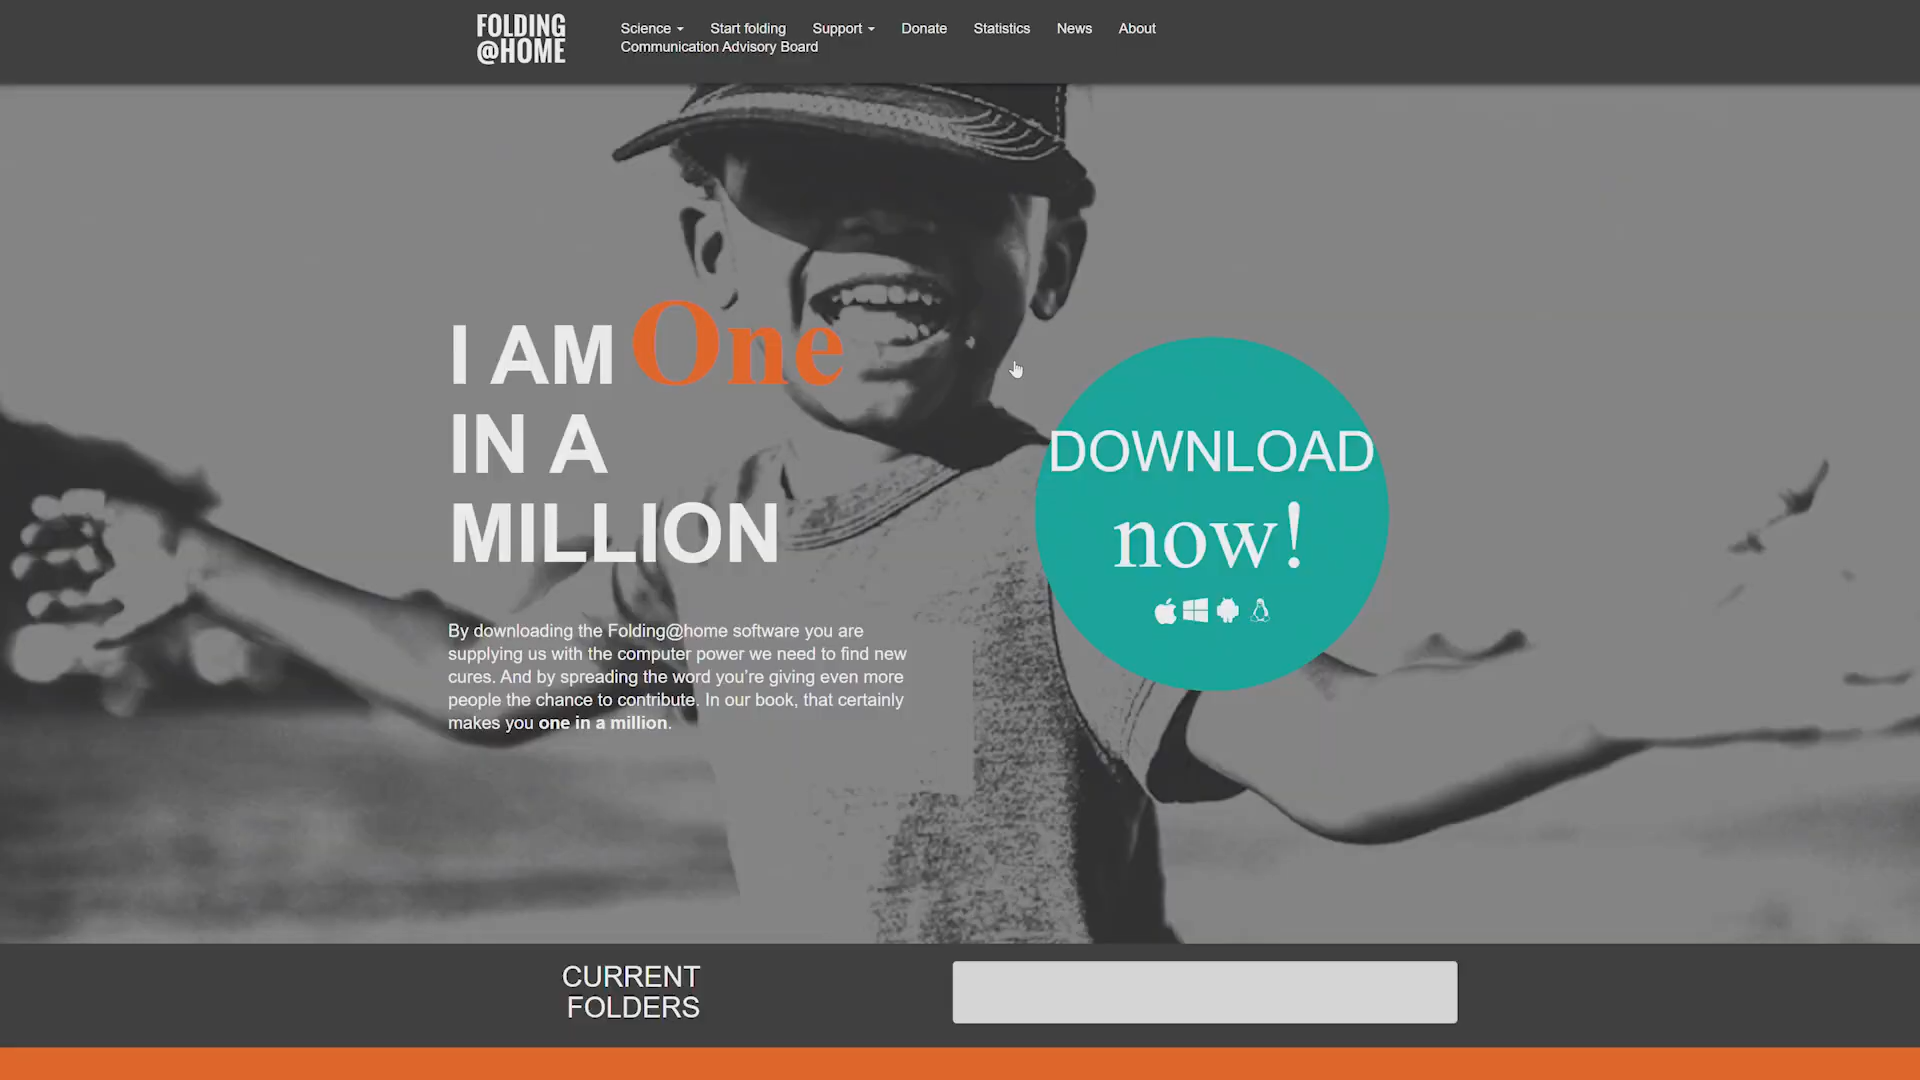 FOLDING
@HOME
Science Start folding Support Donate Statistics News About
Communication Advisory Board
I AM One
IN A
MILLION
DOWNLOAD
now!
By downloading the Folding@home software you are
supplying us with the computer power we need to find new
cures. And by spreading the word you're giving even more
people the chance to contribute. In our book, that certainly
makes you one in a million.
CURRENT
FOLDERS